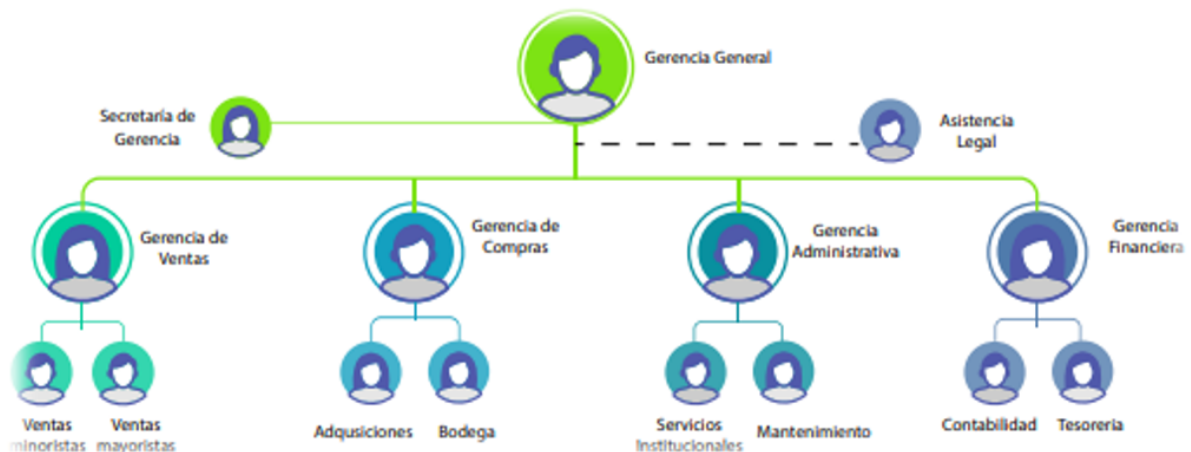 Gerencia General
Secretaría de
Gerencia
Asistencia
Legal
Gerencia de
Ventas
Gerencia de
Compras
Gerencia
Administrativa
Gerencia
Financiera
Ventas
minoristas
Ventas
mayoristas
Adqusiciones
Bodega
Servicios
Institucionales
Mantenimiento
Contabilidad
Tesoreria